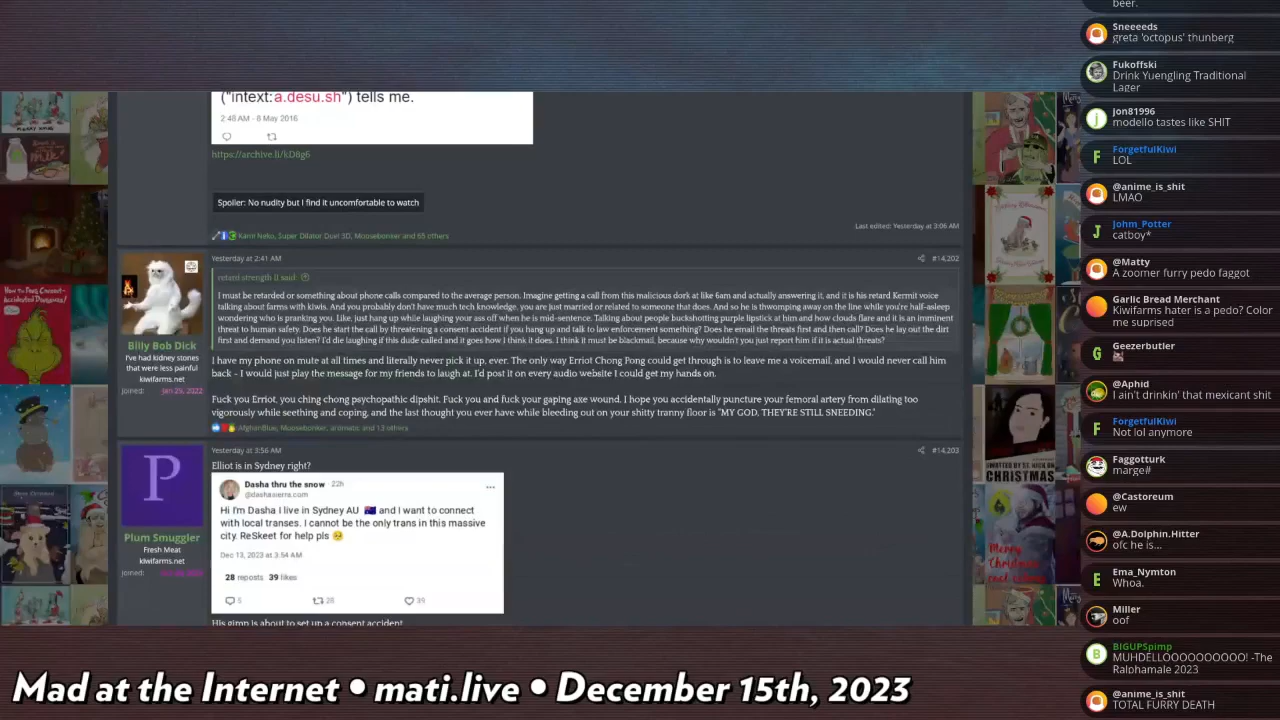 ("intext:a.desu.sh") tells me.
2:48 AM - 6 May 2016
https://archive.li/kD8g6
Spoiler: No nudity but I find it uncomfortable to watch
Last edited: Yesterday at 3:06 AM
Kamir Neko, Super Dilator Duel 3D, Moosebonker and 65 others
Yesterday at 2:41 AM
#14,202
retard strength II said:
I must be retarded or something about phone calls compared to the average person. Imagine getting a call from this malicious dork at like 6am and actually answering it, and it is his retard Kermit voice
talking about farms with kiwis. And you probably don't have much tech knowledge, you are just married or related to someone that does. And so he is thwomping away on the line while you're half-asleep
wondering who is pranking you. Like, just hang up while laughing your ass off when he is mid-sentence. Talking about people buckshotting purple lipstick at him and how clouds flare and it is an imminent
threat to human safety. Does he start the call by threatening a consent accident if you hang up and talk to law enforcement something? Does he email the threats first and then call? Does he lay out the dirt
first and demand you listen? I'd die laughing if this dude called and it goes how I think it does. I think it must be blackmail, because why wouldn't you just report him if it is actual threats?
Billy Bob Dick
I've had kidney stones
that were less painful
kiwifarms.net
Joined: Jan 25, 2022
I have my phone on mute at all times and literally never pick it up, ever. The only way Erriot Chong Pong could get through is to leave me a voicemail, and I would never call him
back - I would just play the message for my friends to laugh at. I'd post it on every audio website I could get my hands on.
Fuck you Erriot, you ching chong psychopathic dipshit. Fuck you and fuck your gaping axe wound. I hope you accidentally puncture your femoral artery from dilating too
vigorously while seething and coping, and the last thought you ever have while bleeding out on your shitty tranny floor is "MY GOD, THEY'RE STILL SNEEDING."
AfghanBlue, Moosebonker, animato, and 13 others
Yesterday at 3:56 AM
#14,203
P
Plum Smuggler
Fresh Meat
kiwifarms.net
Joined:
Elliot is in Sydney right?
Dasha thru the snow · 22h
@dashasierra.com
Hi I'm Dasha I live in Sydney AU and I want to connect
with local transes. I cannot be the only trans in this massive
city. ReSkeet for help pls
Dec 13, 2023 at 3:54 AM
28 reposts 39 likes
5 28 39
His gimp is about to set up a consent accident
beer.
Sneeeeds
greta 'octopus' thunberg
Fukoffski
Drink Yuengling Traditional
Lager
jon81996
modello tastes like SHIT
ForgetfulKiwi
LOL
@anime_is_shit
LMAO
Johm_Potter
catboy*
@Matty
A zoomer furry pedo faggot
Garlic Bread Merchant
Kiwifarms hater is a pedo? Color
me suprised
Geezerbutler
@Aphid
I ain't drinkin' that mexicant shit
ForgetfulKiwi
Not lol anymore
Faggotturk
marge#
@Castoreum
ew
@A.Dolphin.Hitter
ofc he is...
Ema_Nymton
Whoa.
Miller
oof
BIGUPSpimp
MUHDELLOOOOOOOOOO! -The
Ralphamale 2023
@anime_is_shit
TOTAL FURRY DEATH
CHRISTMAS
Merry
Christmas
Mad at the Internet • mati.live • December 15th, 2023